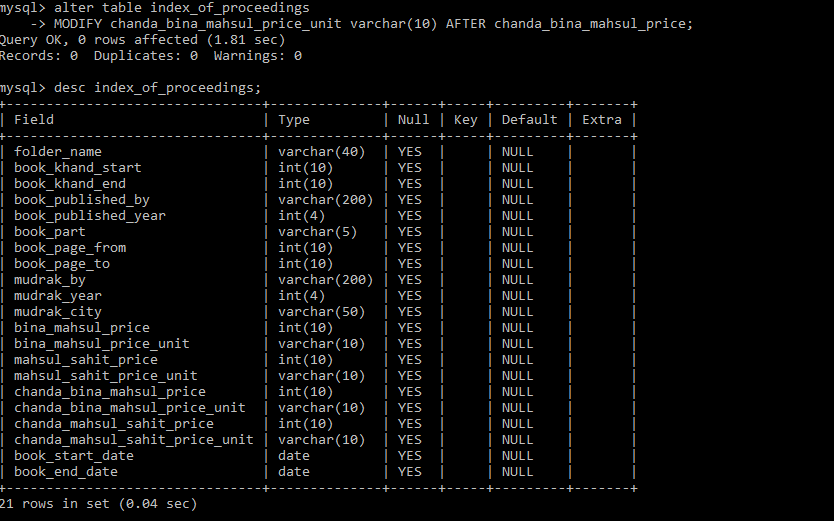 mysql> alter table index_of_proceedings
    -> MODIFY chanda_bina_mahsul_price_unit varchar(10) AFTER chanda_bina_mahsul_price;
Query OK, 0 rows affected (1.81 sec)
Records: 0  Duplicates: 0  Warnings: 0

mysql> desc index_of_proceedings;
+--------------------------------+--------------+------+-----+---------+-------+
| Field                          | Type         | Null | Key | Default | Extra |
+--------------------------------+--------------+------+-----+---------+-------+
| folder_name                    | varchar(40)  | YES  |     | NULL    |       |
| book_khand_start               | int(10)      | YES  |     | NULL    |       |
| book_khand_end                 | int(10)      | YES  |     | NULL    |       |
| book_published_by              | varchar(200) | YES  |     | NULL    |       |
| book_published_year            | int(4)       | YES  |     | NULL    |       |
| book_part                      | varchar(5)   | YES  |     | NULL    |       |
| book_page_from                 | int(10)      | YES  |     | NULL    |       |
| book_page_to                   | int(10)      | YES  |     | NULL    |       |
| mudrak_by                      | varchar(200) | YES  |     | NULL    |       |
| mudrak_year                    | int(4)       | YES  |     | NULL    |       |
| mudrak_city                    | varchar(50)  | YES  |     | NULL    |       |
| bina_mahsul_price              | int(10)      | YES  |     | NULL    |       |
| bina_mahsul_price_unit         | varchar(10)  | YES  |     | NULL    |       |
| mahsul_sahit_price             | int(10)      | YES  |     | NULL    |       |
| mahsul_sahit_price_unit        | varchar(10)  | YES  |     | NULL    |       |
| chanda_bina_mahsul_price       | int(10)      | YES  |     | NULL    |       |
| chanda_bina_mahsul_price_unit  | varchar(10)  | YES  |     | NULL    |       |
| chanda_mahsul_sahit_price      | int(10)      | YES  |     | NULL    |       |
| chanda_mahsul_sahit_price_unit | varchar(10)  | YES  |     | NULL    |       |
| book_start_date                | date         | YES  |     | NULL    |       |
| book_end_date                  | date         | YES  |     | NULL    |       |
+--------------------------------+--------------+------+-----+---------+-------+
21 rows in set (0.04 sec)